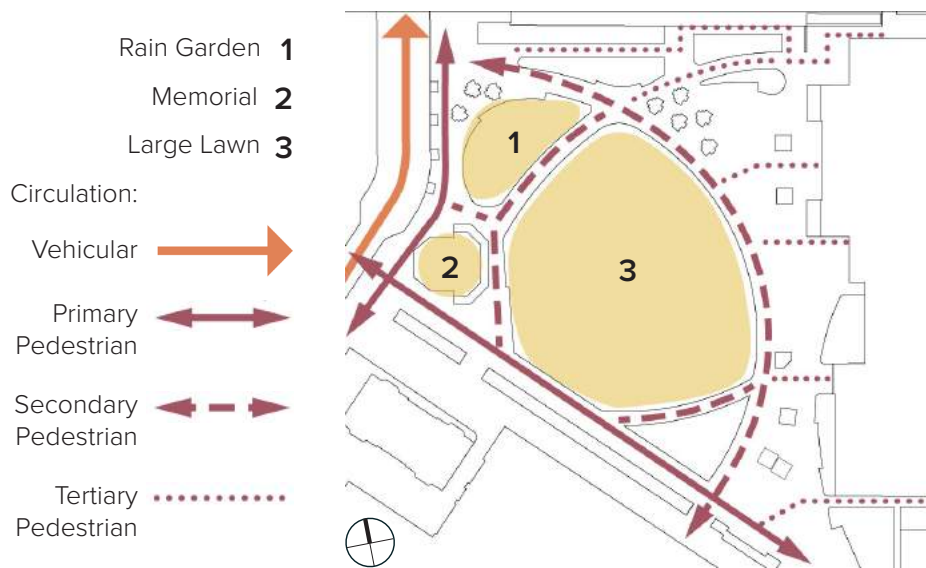 Rain Garden 1
Memorial 2
Large Lawn 3
Circulation:
Vehicular
Primary
Pedestrian
Secondary
Pedestrian
Tertiary
Pedestrian
1
2
3